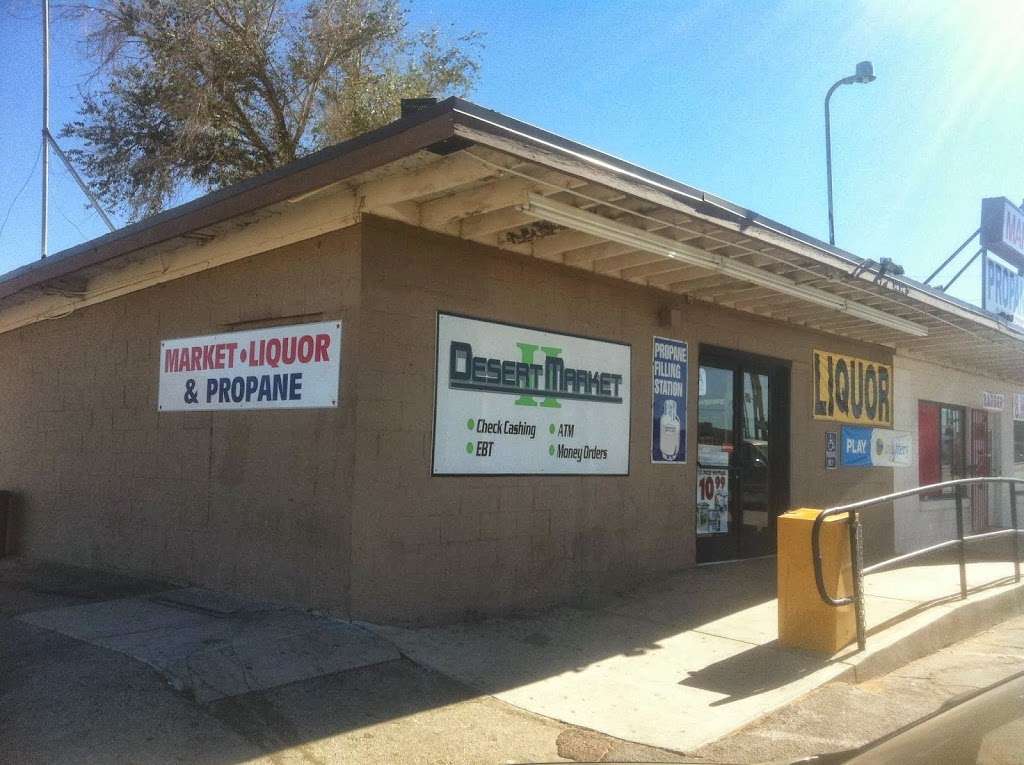 MARKET • LIQUOR
& PROPANE
II
DESERT MARKET
• Check Cashing
• EBT
• ATM
• Money Orders
PROPANE
FILLING
STATION
10.99
LIQUOR
PLAY